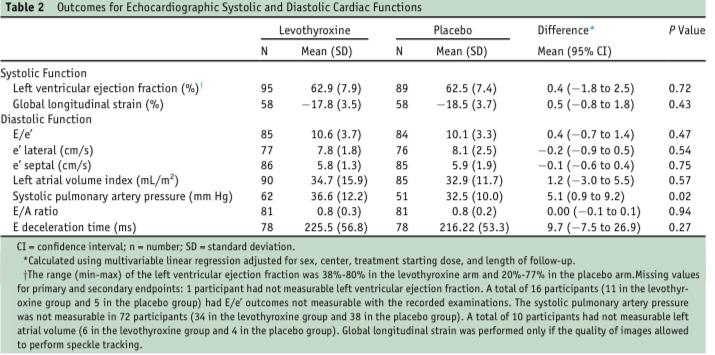 Table 2 Outcomes for Echocardiographic Systolic and Diastolic Cardiac Functions
Levothyroxine Placebo Difference* P Value
N Mean (SD) N Mean (SD) Mean (95% CI)
Systolic Function
Left ventricular ejection fraction (%)† 95 62.9 (7.9) 89 62.5 (7.4) 0.4 (−1.8 to 2.5) 0.72
Global longitudinal strain (%) 58 −17.8 (3.5) 58 −18.5 (3.7) 0.5 (−0.8 to 1.8) 0.43
Diastolic Function
E/e′ 85 10.6 (3.7) 84 10.1 (3.3) 0.4 (−0.7 to 1.4) 0.47
e′ lateral (cm/s) 77 7.8 (1.8) 76 8.1 (2.5) −0.2 (−0.9 to 0.5) 0.54
e′ septal (cm/s) 86 5.8 (1.3) 85 5.9 (1.9) −0.1 (−0.6 to 0.4) 0.75
Left atrial volume index (mL/m²) 90 34.7 (15.9) 85 32.9 (11.7) 1.2 (−3.0 to 5.5) 0.57
Systolic pulmonary artery pressure (mm Hg) 62 36.6 (12.2) 51 32.5 (10.0) 5.1 (0.9 to 9.2) 0.02
E/A ratio 81 0.8 (0.3) 81 0.8 (0.2) 0.00 (−0.1 to 0.1) 0.94
E deceleration time (ms) 78 225.5 (56.8) 78 216.22 (53.3) 9.7 (−7.5 to 26.9) 0.27
CI = confidence interval; n = number; SD = standard deviation.
*Calculated using multivariable linear regression adjusted for sex, center, treatment starting dose, and length of follow-up.
†The range (min-max) of the left ventricular ejection fraction was 38%-80% in the levothyroxine arm and 20%-77% in the placebo arm.Missing values
for primary and secondary endpoints: 1 participant had not measurable left ventricular ejection fraction. A total of 16 participants (11 in the levothyr-
oxine group and 5 in the placebo group) had E/e′ outcomes not measurable with the recorded examinations. The systolic pulmonary artery pressure
was not measurable in 72 participants (34 in the levothyroxine group and 38 in the placebo group). A total of 10 participants had not measurable left
atrial volume (6 in the levothyroxine group and 4 in the placebo group). Global longitudinal strain was performed only if the quality of images allowed
to perform speckle tracking.